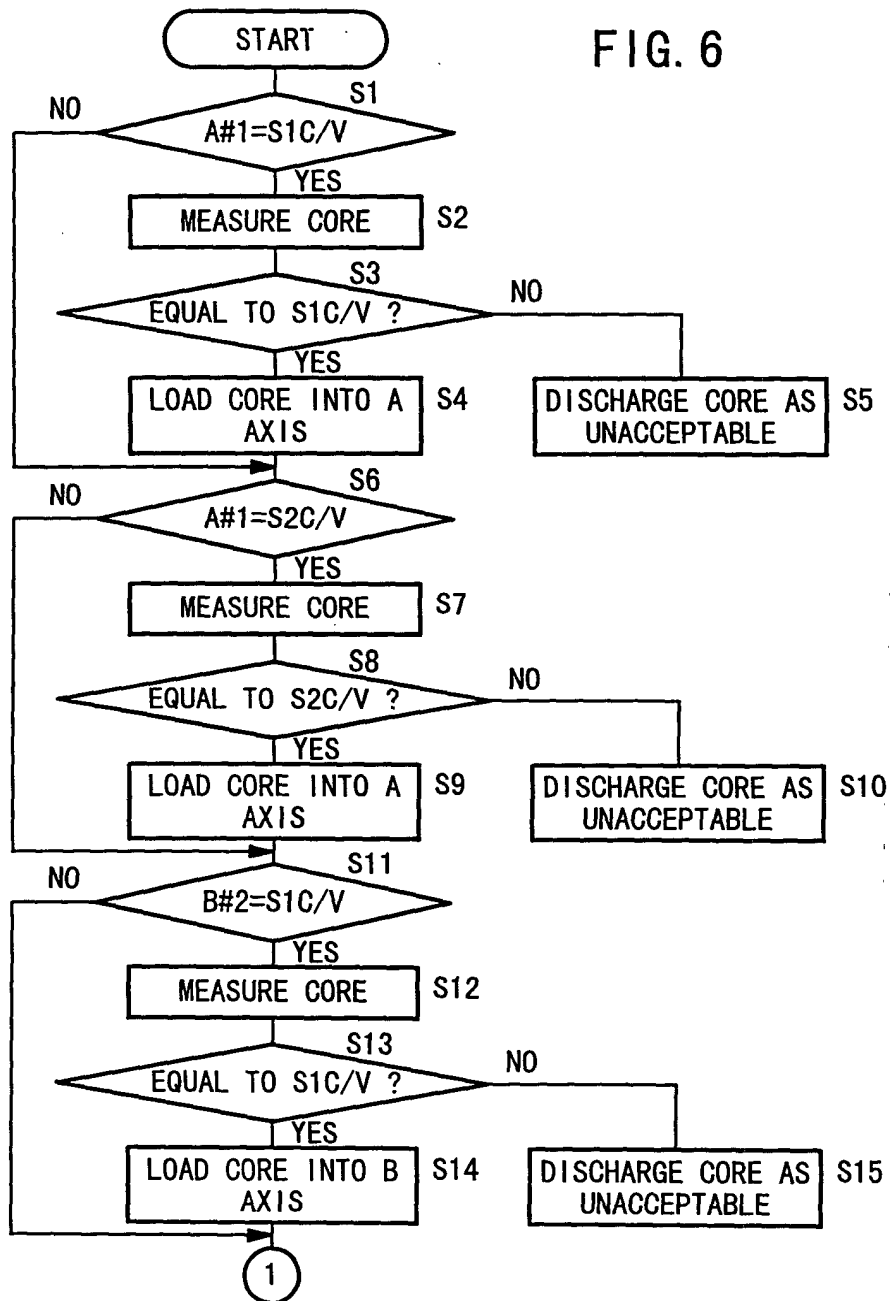 START
FIG. 6
S1
NO
A#1=S1C/V
YES
MEASURE CORE
S2
S3
EQUAL TO S1C/V ?
NO
YES
LOAD CORE INTO A
AXIS
S4
DISCHARGE CORE AS
UNACCEPTABLE
S5
S6
NO
A#1=S2C/V
YES
MEASURE CORE
S7
S8
EQUAL TO S2C/V ?
NO
YES
LOAD CORE INTO A
AXIS
S9
DISCHARGE CORE AS
UNACCEPTABLE
S10
S11
NO
B#2=S1C/V
YES
MEASURE CORE
S12
S13
EQUAL TO S1C/V ?
NO
YES
LOAD CORE INTO B
AXIS
S14
DISCHARGE CORE AS
UNACCEPTABLE
S15
1